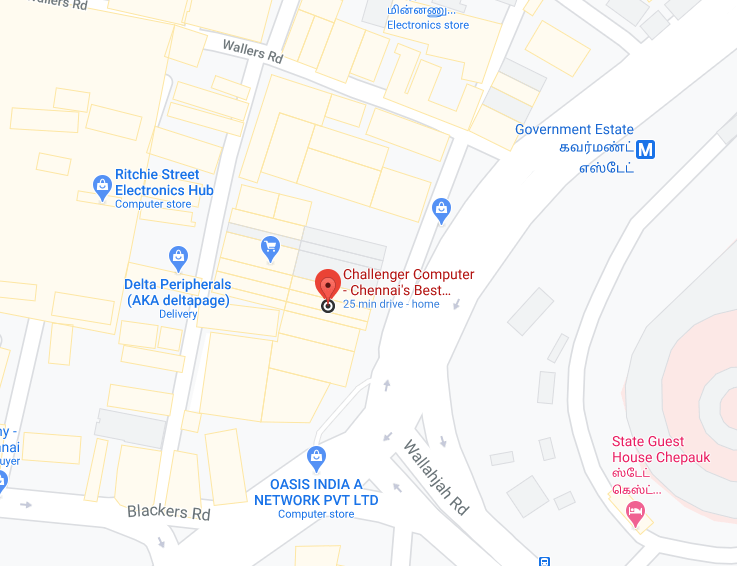 Wallers Rd
மின்னணு...
Electronics store
Wallers Rd
Government Estate
கவர்மண்ட்
எஸ்டேட்
M
Ritchie Street
Electronics Hub
Computer store
Challenger Computer
- Chennai's Best...
25 min drive - home
Delta Peripherals
(AKA deltapage)
Delivery
State Guest
House Chepauk
ஸ்டேட்
கெஸ்ட்...
Wallahjah Rd
OASIS INDIA A
NETWORK PVT LTD
Computer store
Blackers Rd